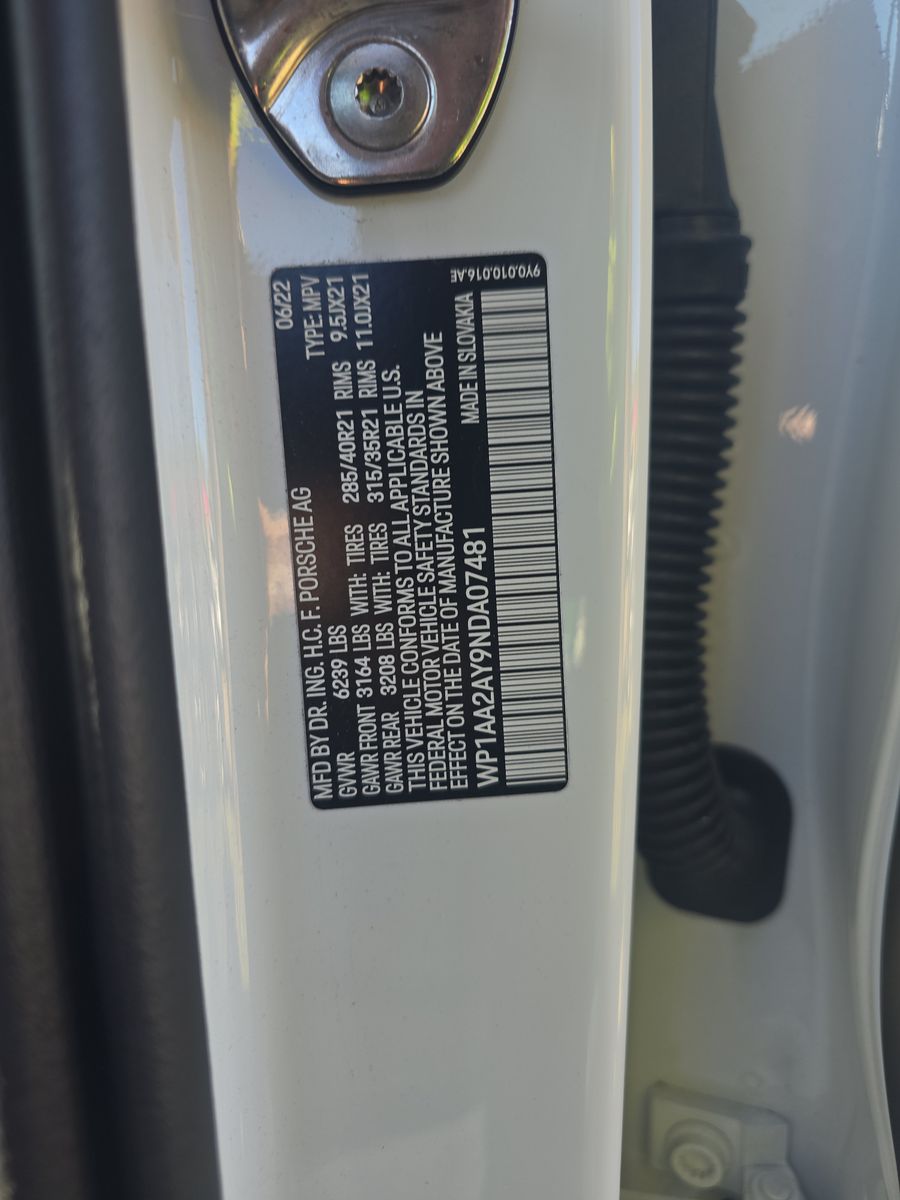 06/22
MFD BY DR. ING. H.C. F. PORSCHE AG TYPE: MPV
GVWR 6239 LBS
GAWR FRONT 3164 LBS WITH: TIRES 285/40R21 RIMS 9.5JX21
GAWR REAR 3208 LBS WITH: TIRES 315/35R21 RIMS 11.0JX21
THIS VEHICLE CONFORMS TO ALL APPLICABLE U.S.
FEDERAL MOTOR VEHICLE SAFETY STANDARDS IN
EFFECT ON THE DATE OF MANUFACTURE SHOWN ABOVE
WP1AA2AY9NDA07481 MADE IN SLOVAKIA
9Y0.010.016.AE